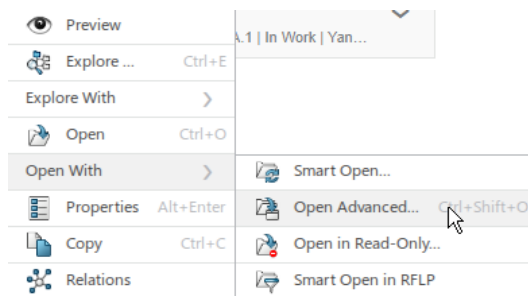 Preview
A.1 | In Work | Yan...
Explore ... Ctrl+E
Explore With
Open Ctrl+O
Open With
Smart Open...
Properties Alt+Enter
Open Advanced... Ctrl+Shift+O
Copy Ctrl+C
Open in Read-Only...
Relations
Smart Open in RFLP